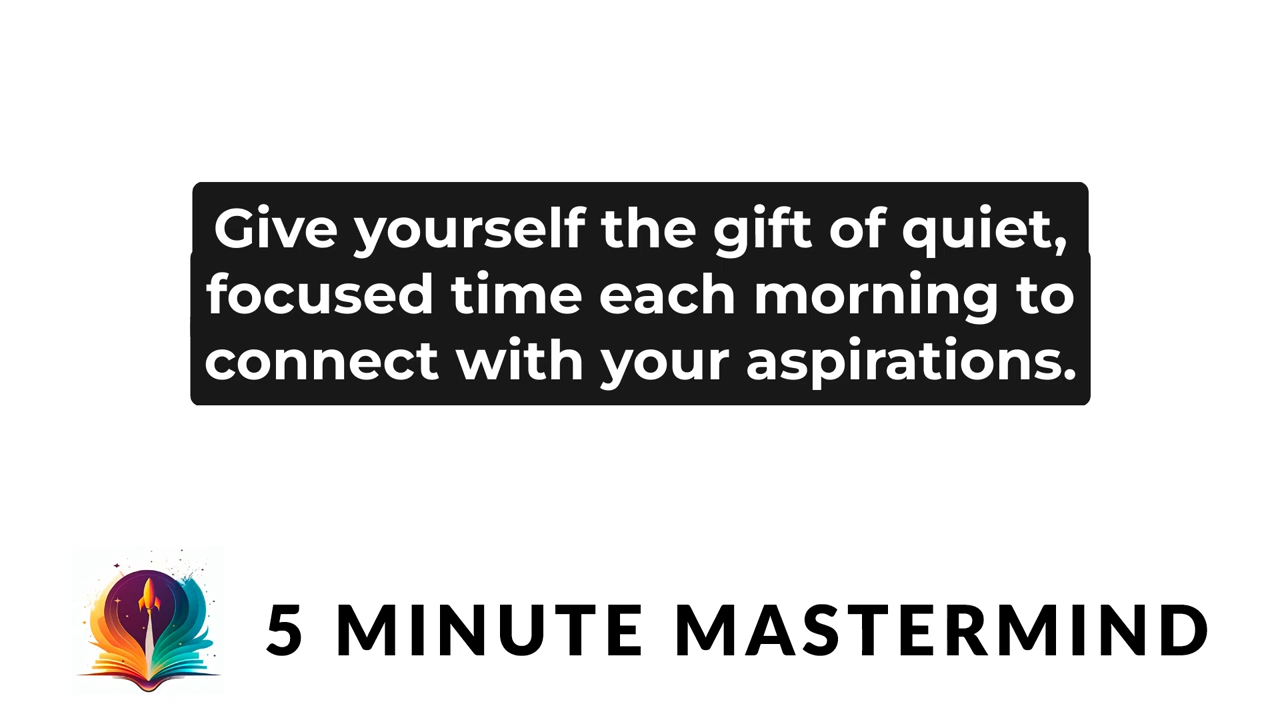 Give yourself the gift of quiet,
focused time each morning to
connect with your aspirations.
5 MINUTE MASTERMIND